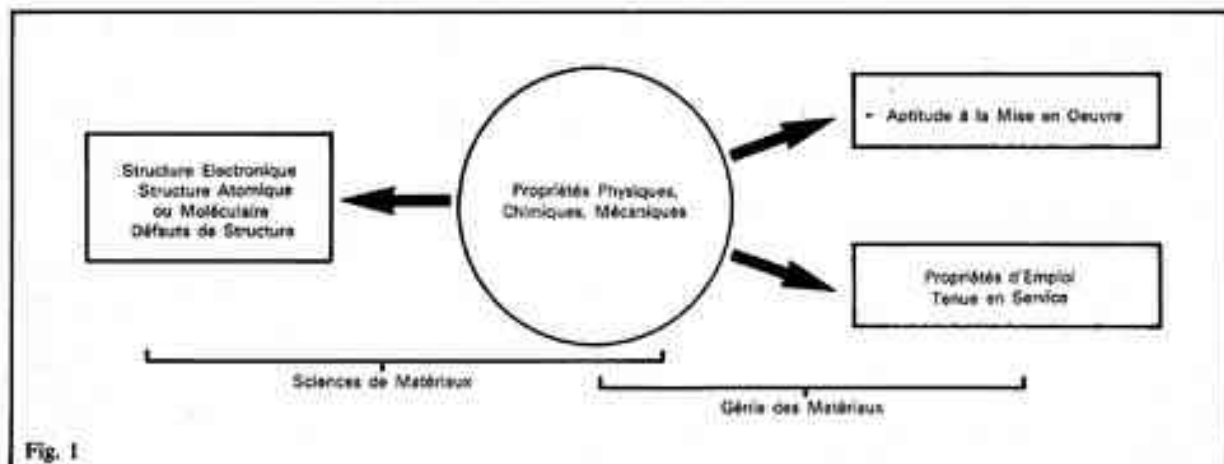 Structure Electronique
Structure Atomique
ou Moléculaire
Défauts de Structure
Propriétés Physiques,
Chimiques, Mécaniques
- Aptitude à la Mise en Oeuvre
Propriétés d'Emploi
Tenue en Service
Sciences de Matériaux
Génie des Matériaux
Fig. 1